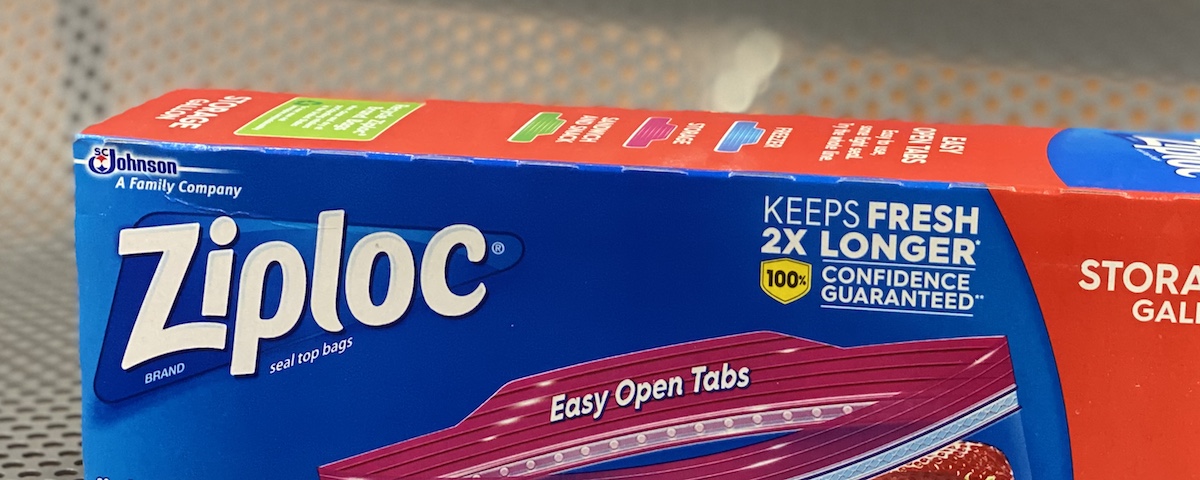 STORAGE
GALLON
SANDWICH
AND SNACK
STORAGE
FREEZER
EASY
OPEN TABS
SC Johnson
A Family Company
Ziploc®
BRAND
seal top bags
KEEPS FRESH
2X LONGER*
100%
CONFIDENCE
GUARANTEED**
Easy Open Tabs
STORA
GALL